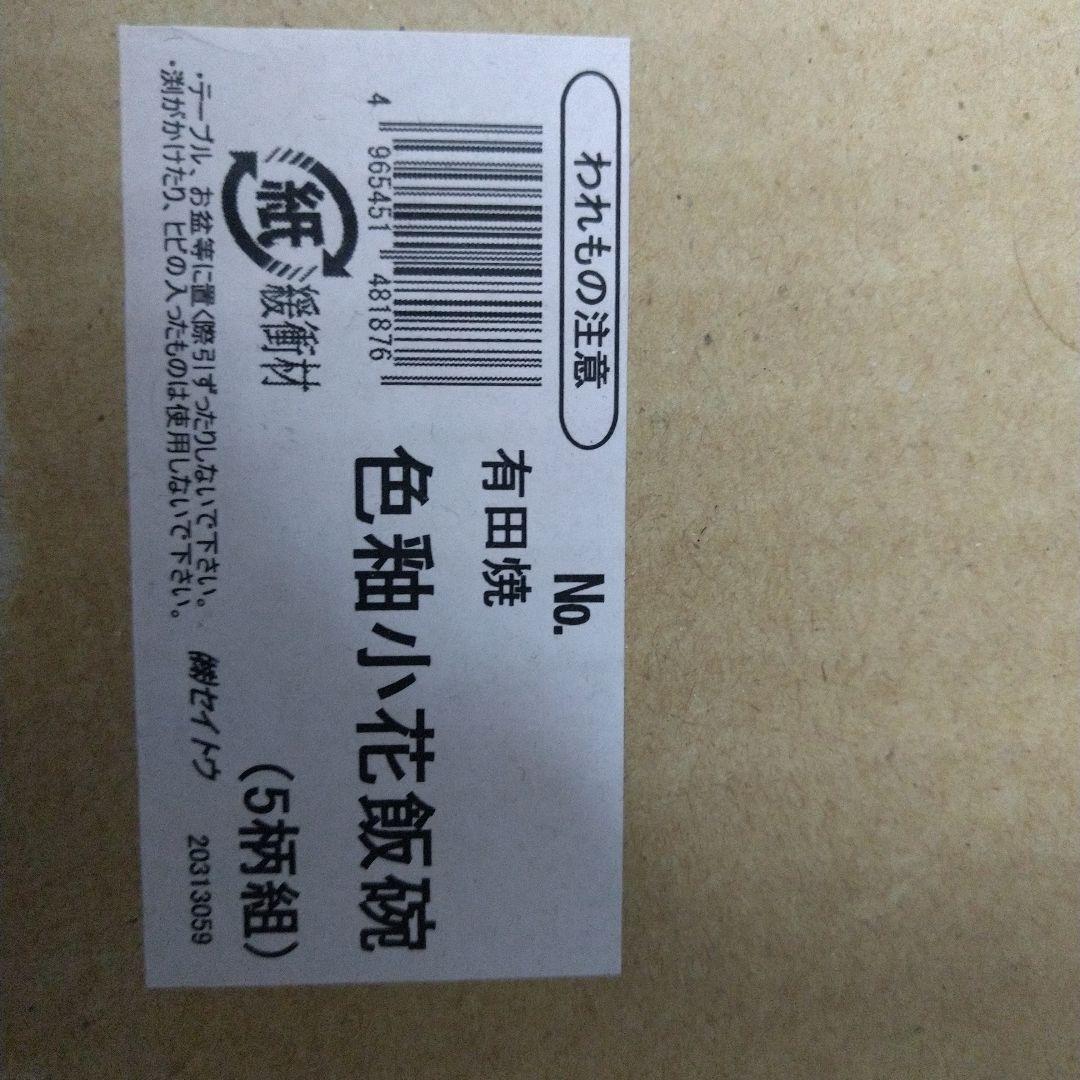 われもの注意
No.
有田焼
4 965451 481876
色釉小花飯碗
(5柄組)
紙
緩衝材
・テーブル、お盆等に置く際引ずったりしないで下さい。
・渕がかけたり、ヒビの入ったものは使用しないで下さい。
㈱セイトウ
20313059